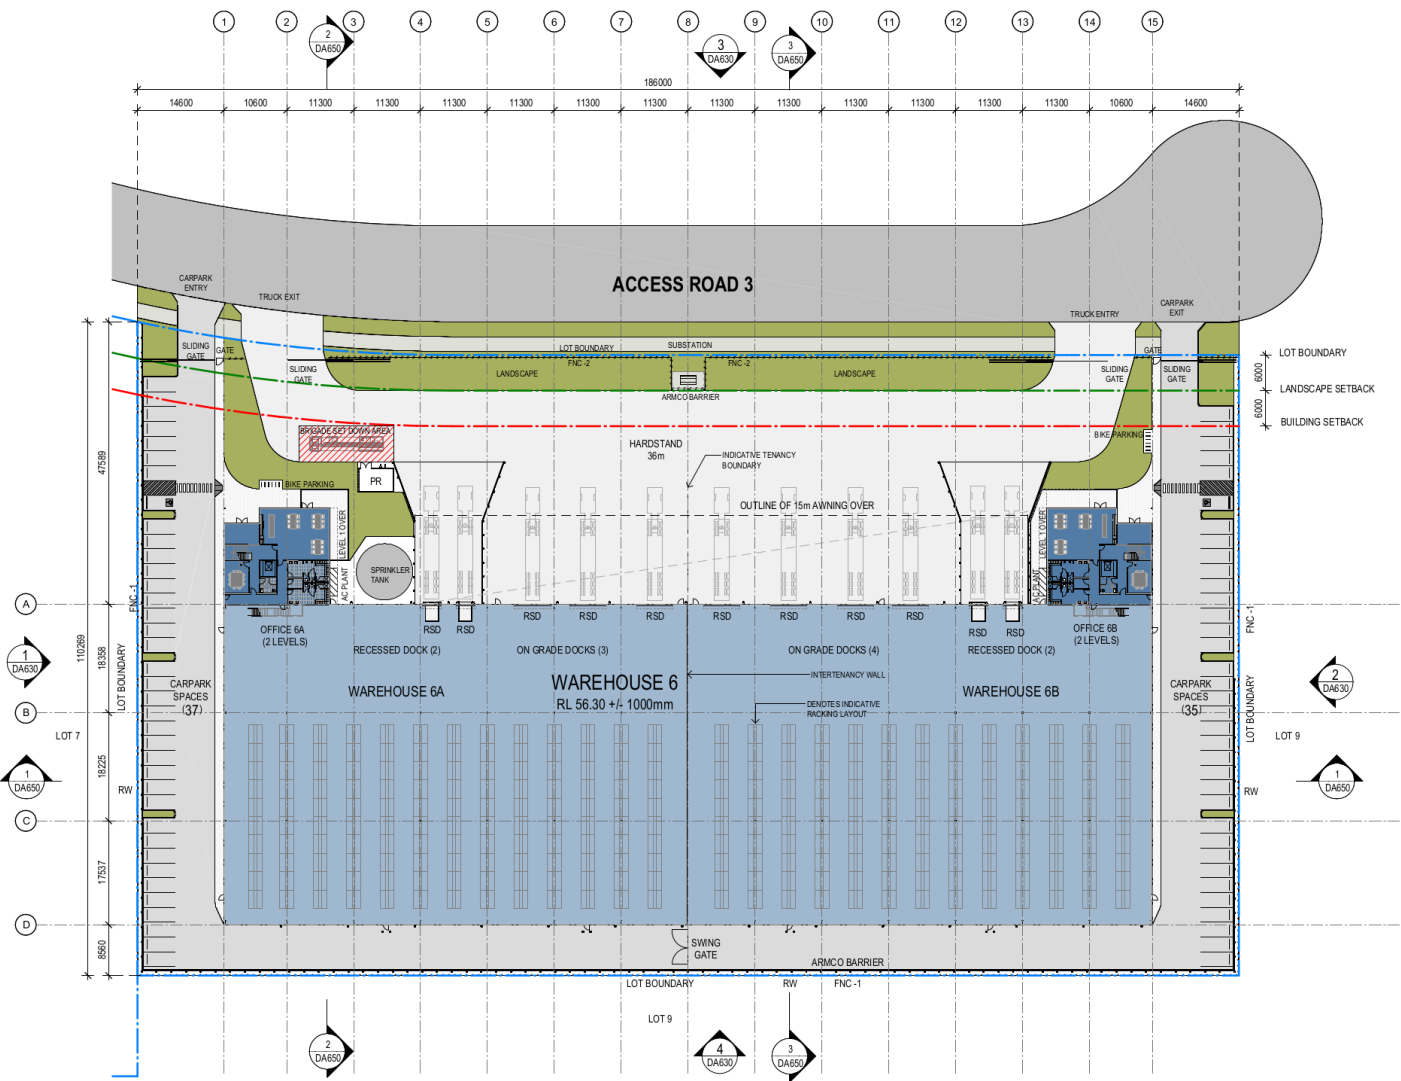 1 2 3 4 5 6 7 8 9 10 11 12 13 14 15
2
DA650
3
DA630
3
DA650
186000
14600 10600 11300 11300 11300 11300 11300 11300 11300 11300 11300 11300 11300 11300 10600 14600
ACCESS ROAD 3
CARPARK
ENTRY
TRUCK EXIT
CARPARK
EXIT
TRUCK ENTRY
SLIDING
GATE
GATE
SLIDING
GATE
LOT BOUNDARY
SUBSTATION
FNC -2
FNC -2
LANDSCAPE
LANDSCAPE
ARMCO BARRIER
GATE
SLIDING
GATE
SLIDING
GATE
LOT BOUNDARY
6000
LANDSCAPE SETBACK
6000
BUILDING SETBACK
BRIGADE SET DOWN AREA
HARDSTAND
36m
BIKE PARKING
INDICATIVE TENANCY
BOUNDARY
47589
PR
BIKE PARKING
OUTLINE OF 15m AWNING OVER
LEVEL 1 OVER
LEVEL 1 OVER
SPRINKLER
TANK
AC PLANT
AC PLANT
FNC -1
FNC -1
A
RSD RSD RSD RSD RSD RSD RSD RSD RSD RSD RSD
OFFICE 6A
(2 LEVELS)
OFFICE 6B
(2 LEVELS)
RECESSED DOCK (2)
ON GRADE DOCKS (3)
ON GRADE DOCKS (4)
RECESSED DOCK (2)
1
DA630
110269
18358
LOT BOUNDARY
CARPARK
SPACES
(37)
WAREHOUSE 6A
WAREHOUSE 6
RL 56.30 +/- 1000mm
INTERTENANCY WALL
WAREHOUSE 6B
CARPARK
SPACES
(35)
2
DA630
LOT BOUNDARY
DENOTES INDICATIVE
RACKING LAYOUT
B
LOT 7
LOT 9
1
DA650
18225
RW
RW
1
DA650
C
17537
D
8560
SWING
GATE
ARMCO BARRIER
LOT BOUNDARY
RW
FNC -1
LOT 9
2
DA650
4
DA630
3
DA650